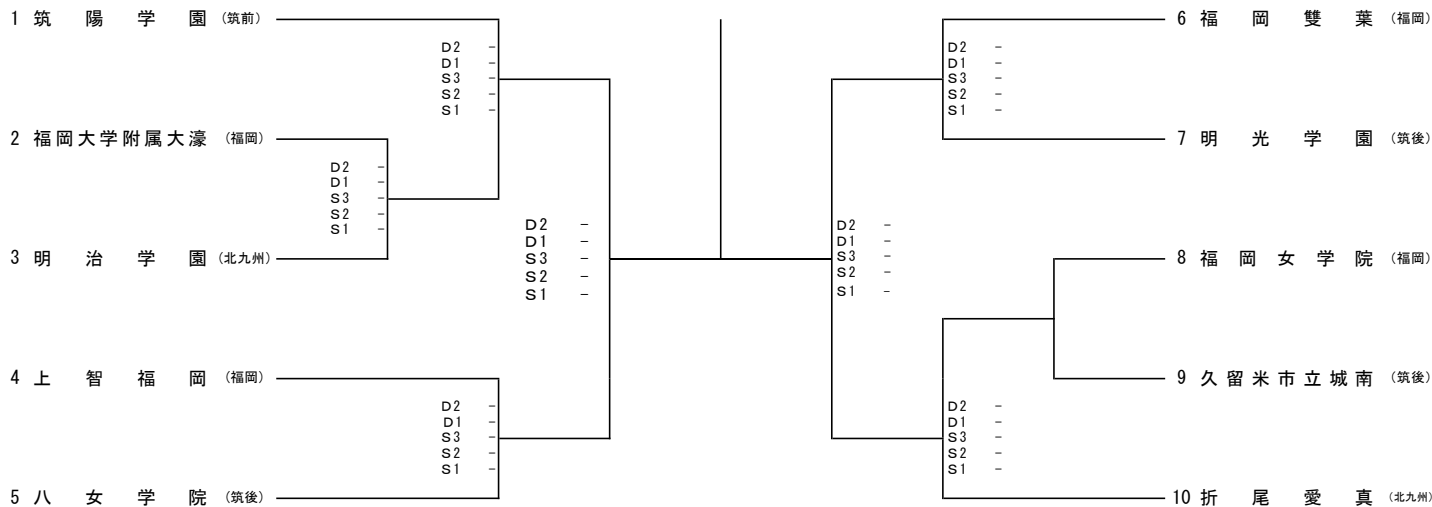 1 筑陽学園 (筑前)
D2 -
D1 -
S3 -
S2 -
S1 -
2 福岡大学附属大濠 (福岡)
D2 -
D1 -
S3 -
S2 -
S1 -
3 明治学園 (北九州)
D2 -
D1 -
S3 -
S2 -
S1 -
4 上智福岡 (福岡)
D2 -
D1 -
S3 -
S2 -
S1 -
5 八女学院 (筑後)
6 福岡雙葉 (福岡)
D2 -
D1 -
S3 -
S2 -
S1 -
7 明光学園 (筑後)
D2 -
D1 -
S3 -
S2 -
S1 -
8 福岡女学院 (福岡)
9 久留米市立城南 (筑後)
D2 -
D1 -
S3 -
S2 -
S1 -
10 折尾愛真 (北九州)